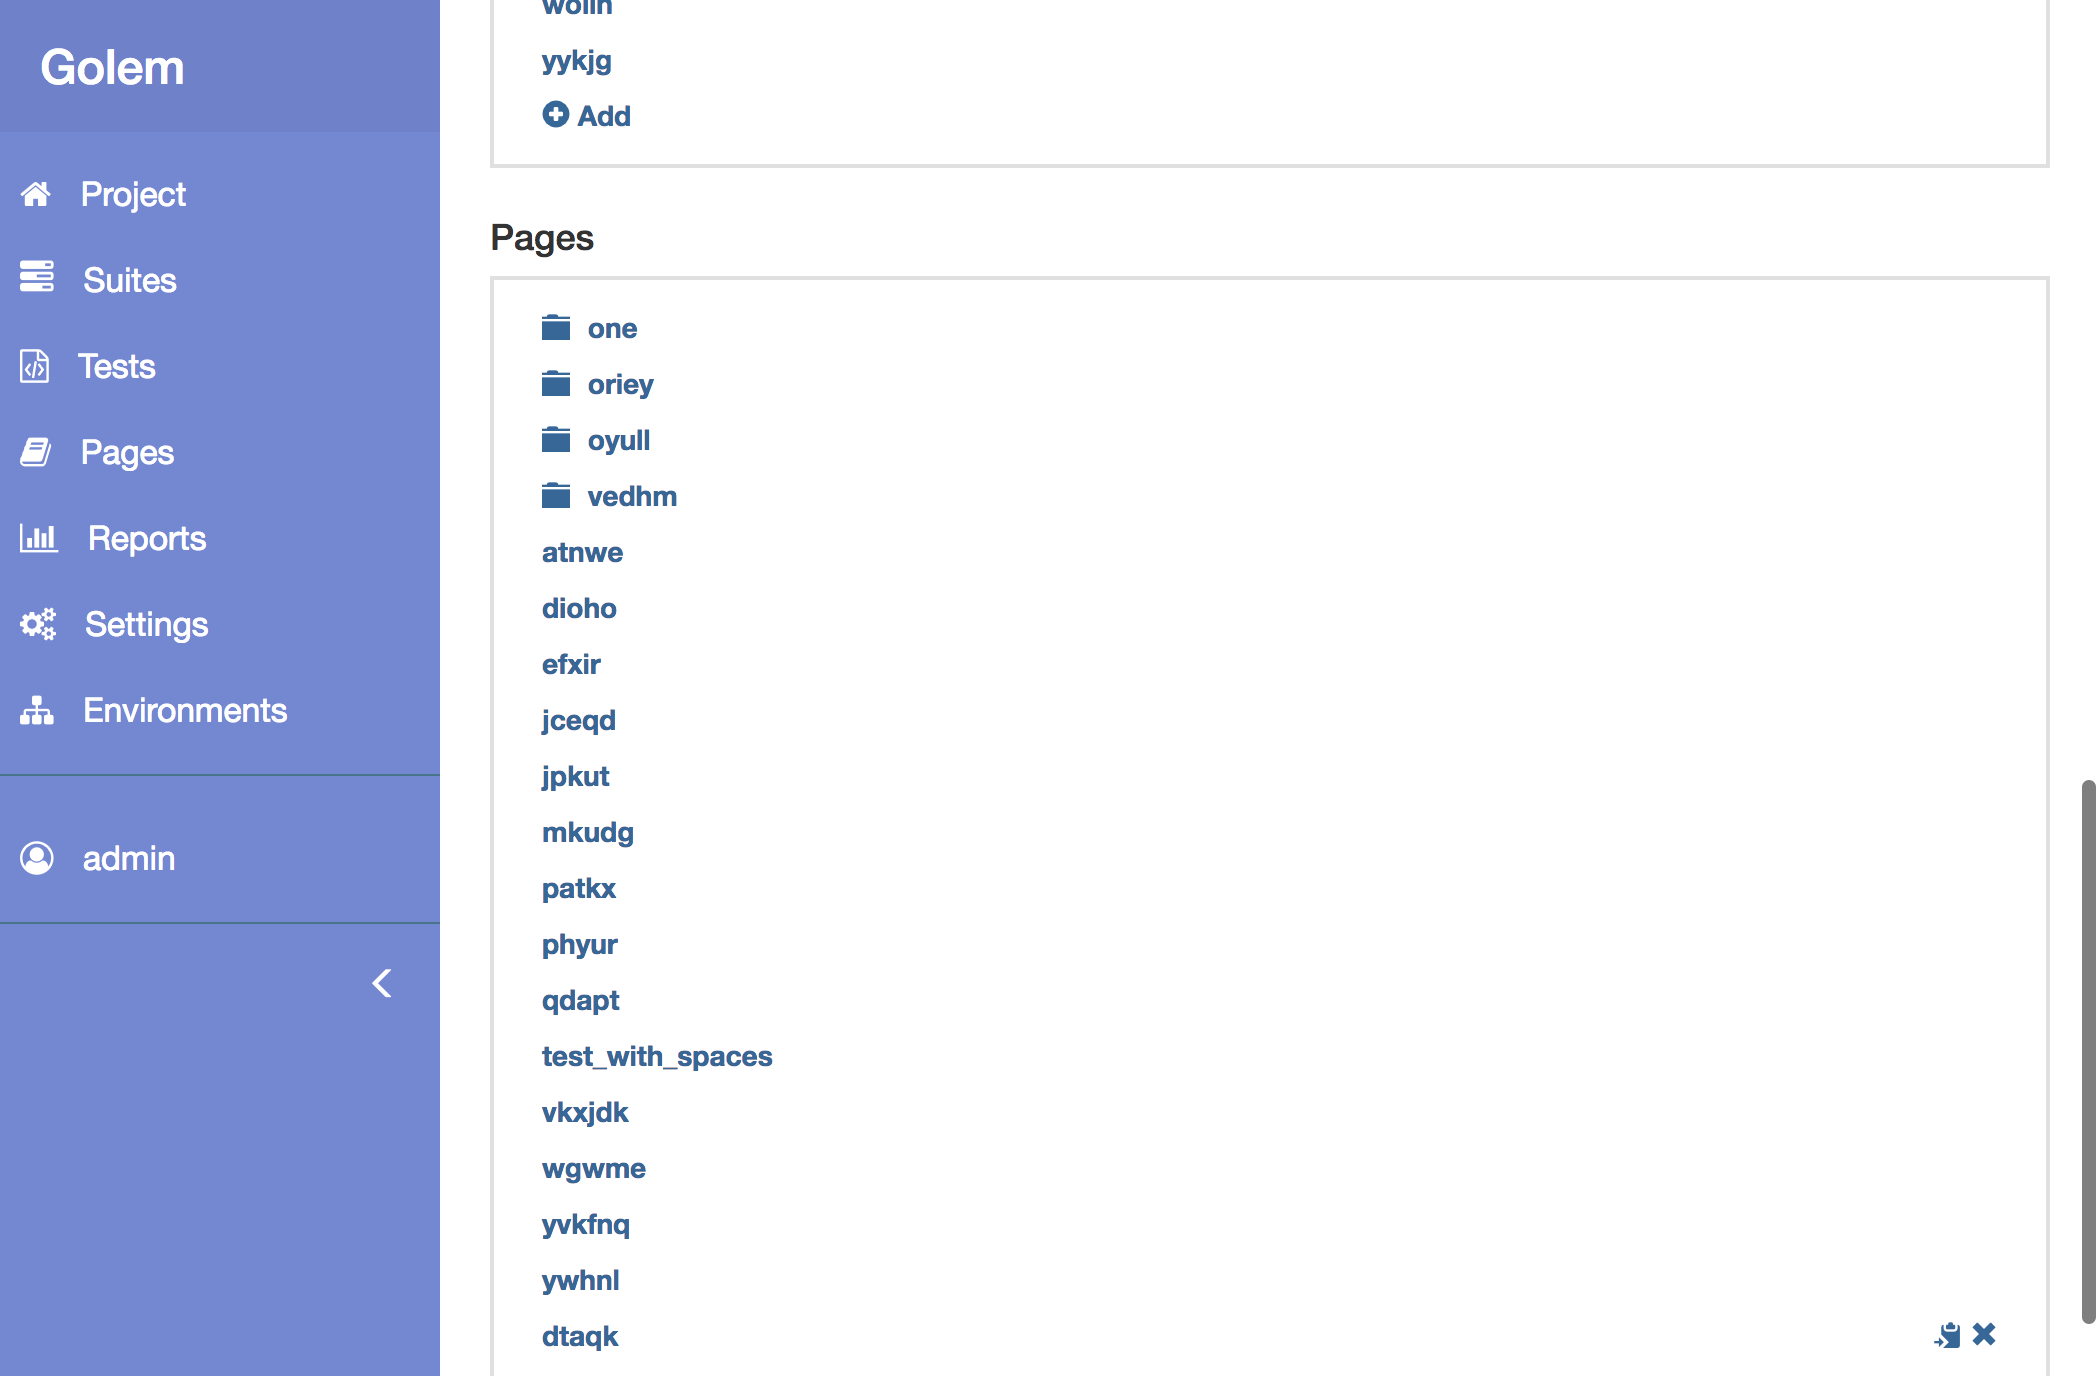 Golem
Project
Suites
Tests
Pages
Reports
Settings
Environments
admin
yykjg
Add
Pages
one
oriey
oyull
vedhm
atnwe
dioho
efxir
jceqd
jpkut
mkudg
patkx
phyur
qdapt
test_with_spaces
vkxjdk
wgwme
yvkfnq
ywhnl
dtaqk